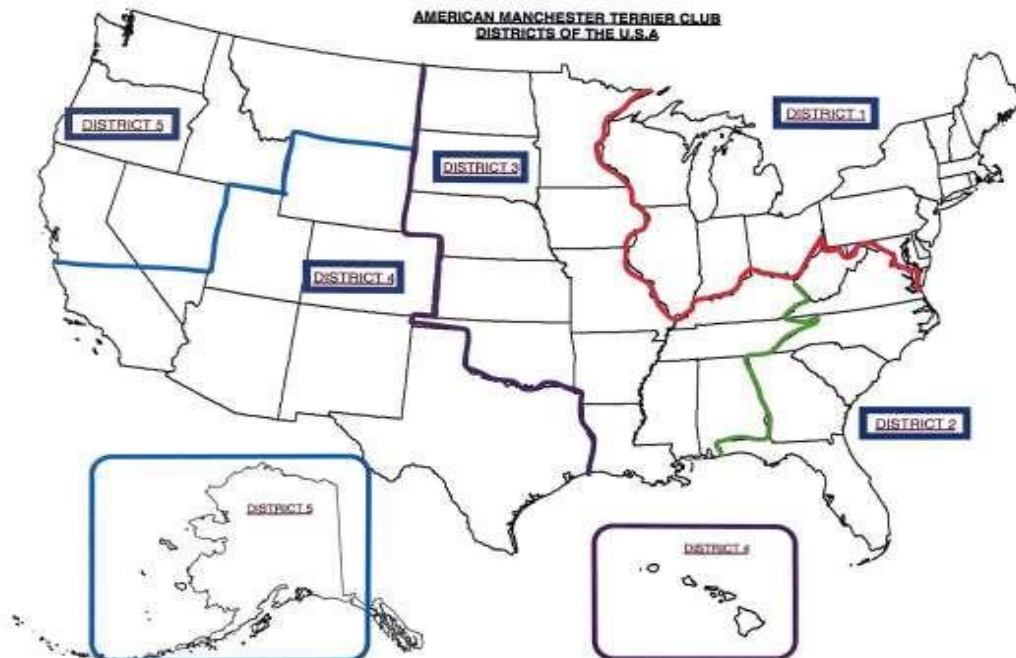 AMERICAN MANCHESTER TERRIER CLUB
DISTRICTS OF THE U.S.A
DISTRICT 1
DISTRICT 5
DISTRICT 3
DISTRICT 4
DISTRICT 2
DISTRICT 5
DISTRICT 4